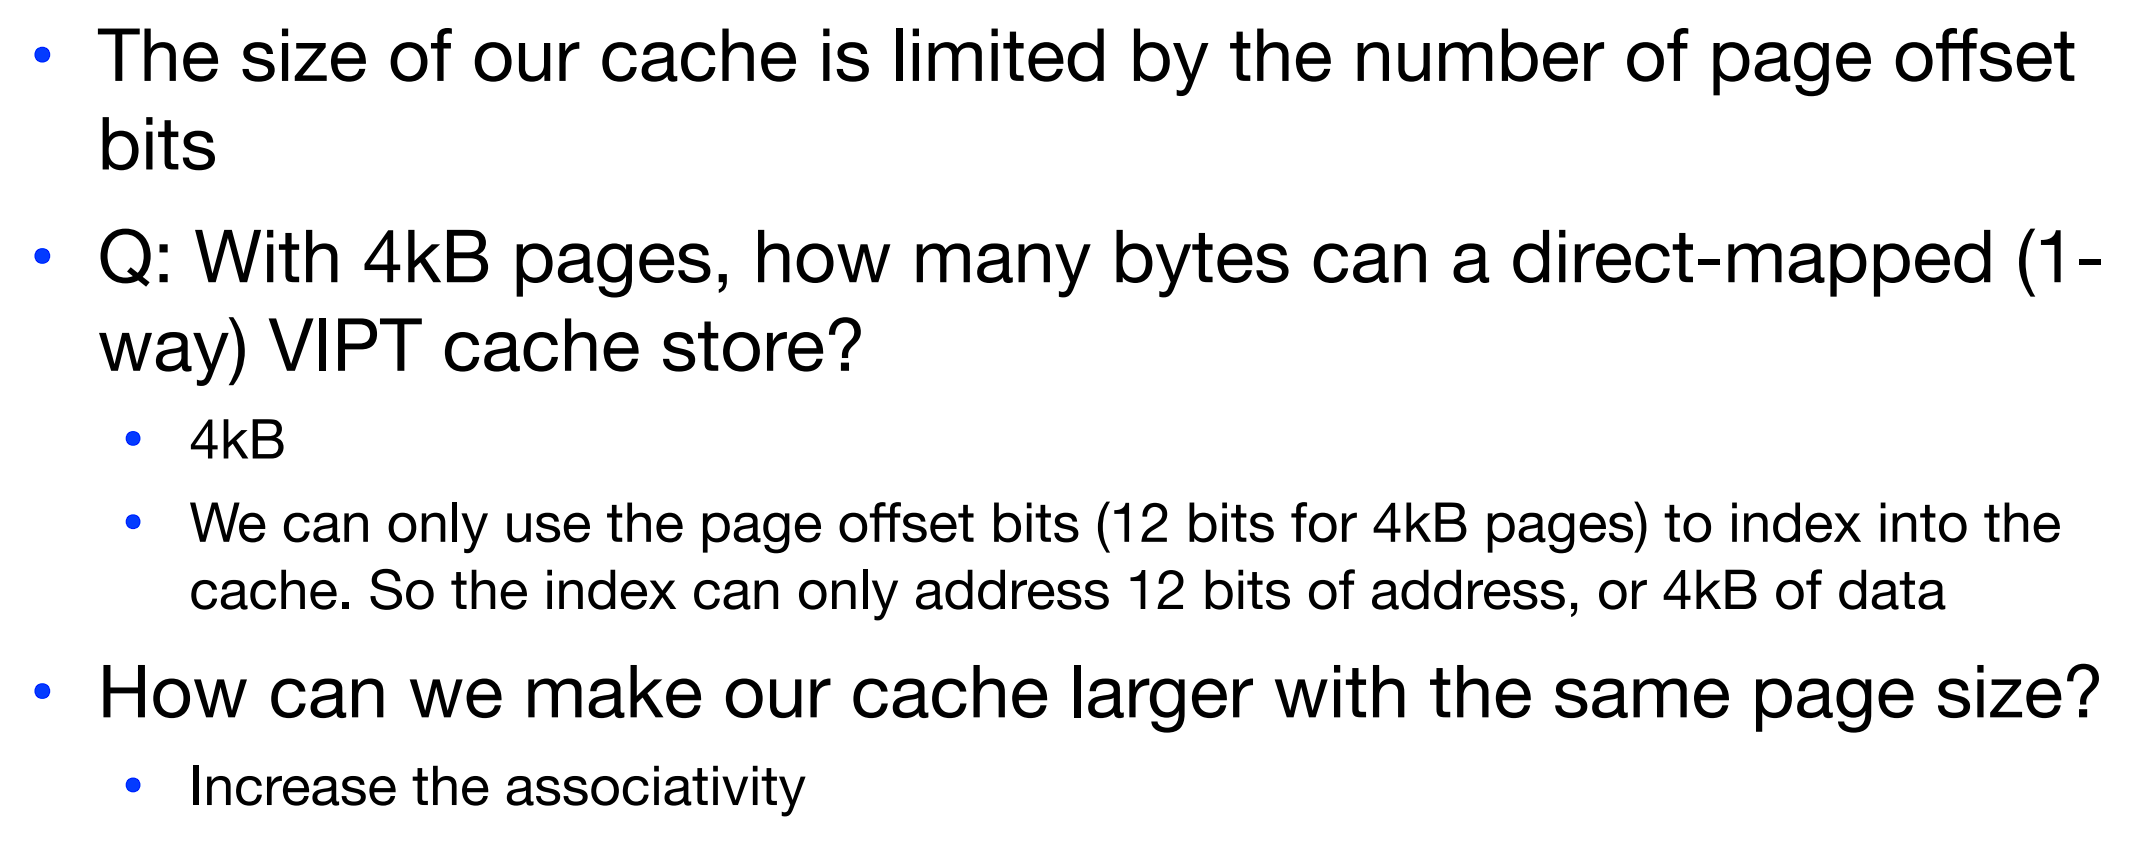 • The size of our cache is limited by the number of page offset
bits
• Q: With 4kB pages, how many bytes can a direct-mapped (1-
way) VIPT cache store?
• 4kB
• We can only use the page offset bits (12 bits for 4kB pages) to index into the
cache. So the index can only address 12 bits of address, or 4kB of data
• How can we make our cache larger with the same page size?
• Increase the associativity